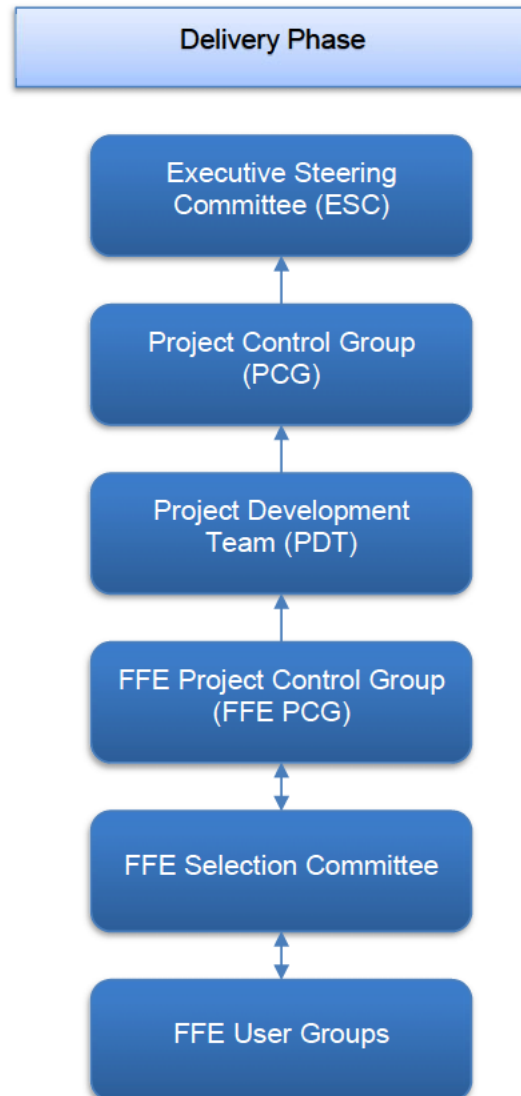 Delivery Phase
Executive Steering
Committee (ESC)
Project Control Group
(PCG)
Project Development
Team (PDT)
FFE Project Control Group
(FFE PCG)
FFE Selection Committee
FFE User Groups